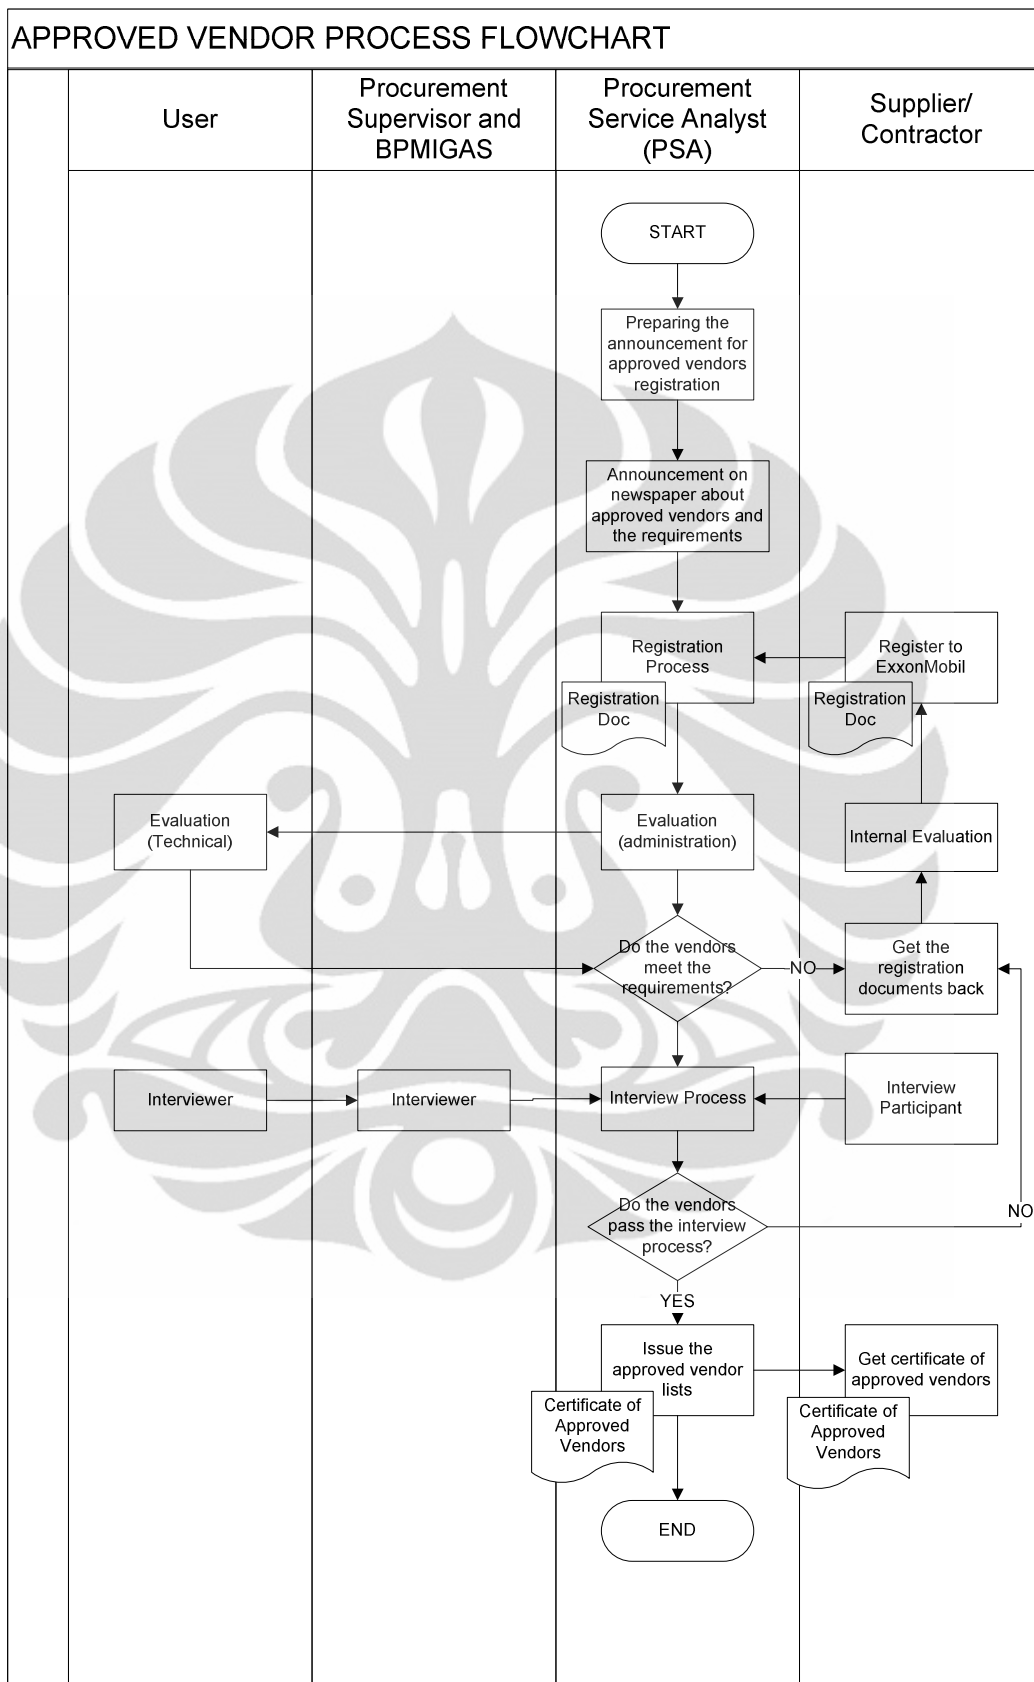 APPROVED VENDOR PROCESS FLOWCHART
User
Procurement
Supervisor and
BPMIGAS
Procurement
Service Analyst
(PSA)
Supplier/
Contractor
START
Preparing the
announcement for
approved vendors
registration
Announcement on
newspaper about
approved vendors and
the requirements
Registration
Process
Registration
Doc
Register to
ExxonMobil
Registration
Doc
Evaluation
(Technical)
Evaluation
(administration)
Internal Evaluation
Do the vendors
meet the
requirements?
NO
Get the
registration
documents back
Interviewer
Interviewer
Interview Process
Interview
Participant
Do the vendors
pass the interview
process?
NO
YES
Issue the
approved vendor
lists
Certificate of
Approved
Vendors
Get certificate of
approved vendors
Certificate of
Approved
Vendors
END